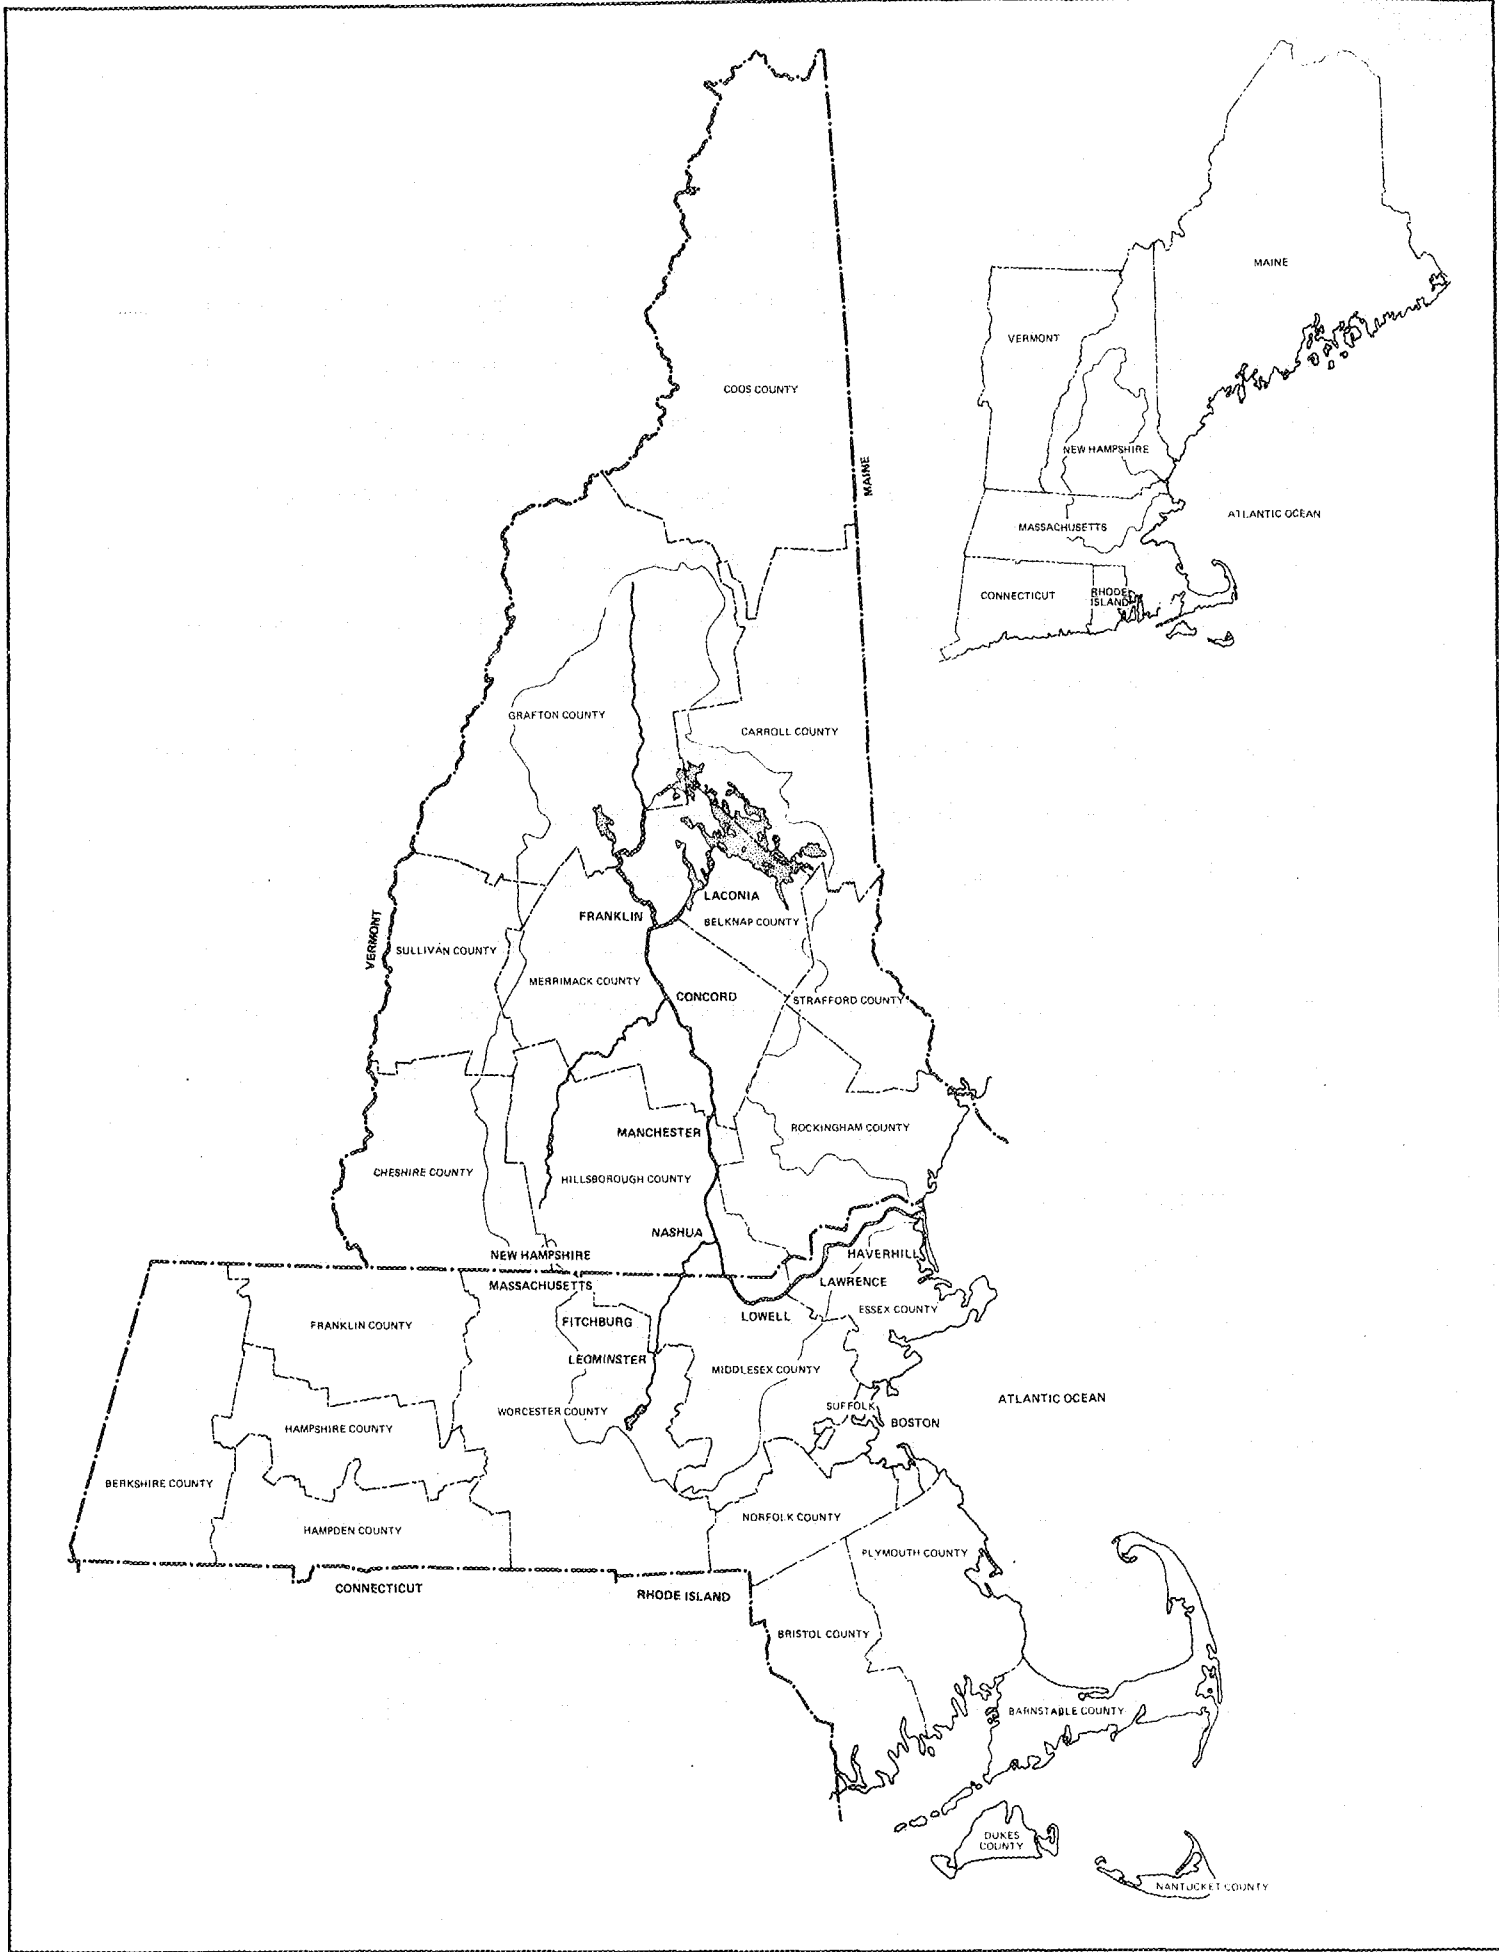 MAINE
VERMONT
NEW HAMPSHIRE
MASSACHUSETTS
ATLANTIC OCEAN
CONNECTICUT
RHODE
ISLAND
COOS COUNTY
MAINE
GRAFTON COUNTY
CARROLL COUNTY
LACONIA
FRANKLIN
BELKNAP COUNTY
VERMONT
SULLIVAN COUNTY
MERRIMACK COUNTY
CONCORD
STRAFFORD COUNTY
MANCHESTER
ROCKINGHAM COUNTY
CHESHIRE COUNTY
HILLSBOROUGH COUNTY
NASHUA
NEW HAMPSHIRE
HAVERHILL
MASSACHUSETTS
LAWRENCE
ESSEX COUNTY
FRANKLIN COUNTY
FITCHBURG
LOWELL
LEOMINSTER
MIDDLESEX COUNTY
ATLANTIC OCEAN
WORCESTER COUNTY
SUFFOLK
BOSTON
HAMPSHIRE COUNTY
BERKSHIRE COUNTY
NORFOLK COUNTY
HAMPDEN COUNTY
PLYMOUTH COUNTY
CONNECTICUT
RHODE ISLAND
BRISTOL COUNTY
BARNSTABLE COUNTY
DUKES
COUNTY
NANTUCKET COUNTY